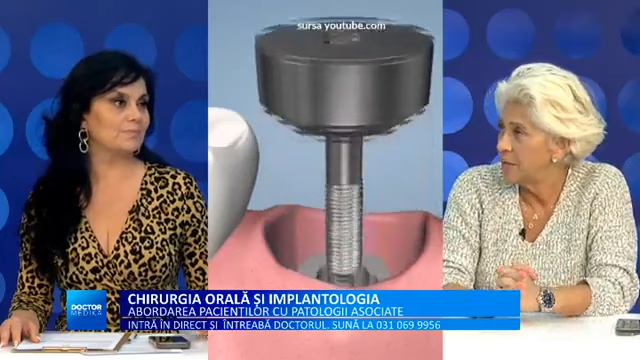 sursa youtube.com
DOCTOR
MEDIKA
CHIRURGIA ORALĂ ȘI IMPLANTOLOGIA
ABORDAREA PACIENȚILOR CU PATOLOGII ASOCIATE
INTRĂ ÎN DIRECT ȘI ÎNTREABĂ DOCTORUL. SUNĂ LA 031 069 9956